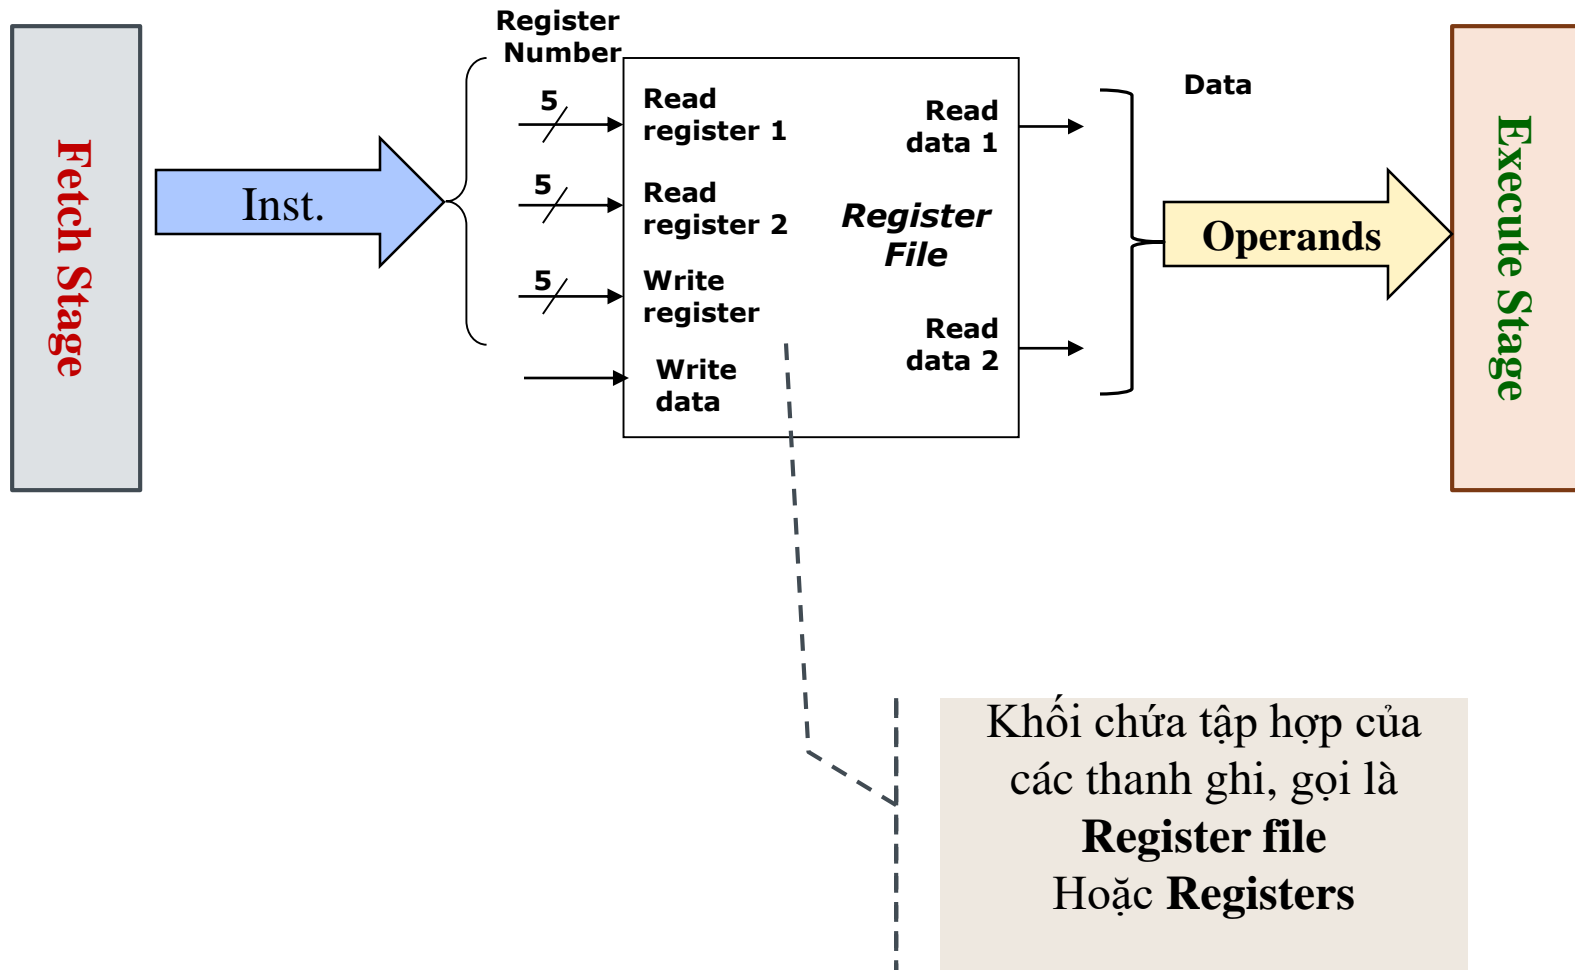 Fetch Stage
Inst.
Register
Number
5
Read
register 1
5
Read
register 2
5
Write
register
Write
data
Register
File
Read
data 1
Read
data 2
Data
Operands
Execute Stage
Khối chứa tập hợp của
các thanh ghi, gọi là
Register file
Hoặc Registers